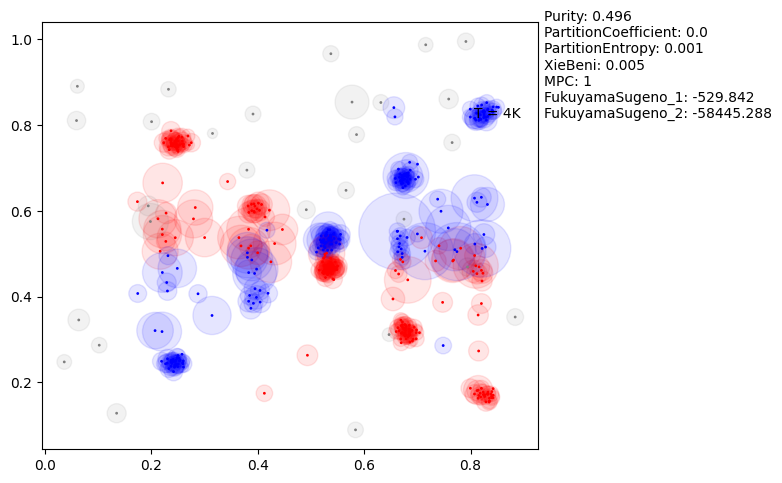 Purity: 0.496
PartitionCoefficient: 0.0
PartitionEntropy: 0.001
XieBeni: 0.005
MPC: 1
FukuyamaSugeno_1: -529.842
FukuyamaSugeno_2: -58445.288
T = 4K
1.0
0.8
0.6
0.4
0.2
0.0
0.2
0.4
0.6
0.8